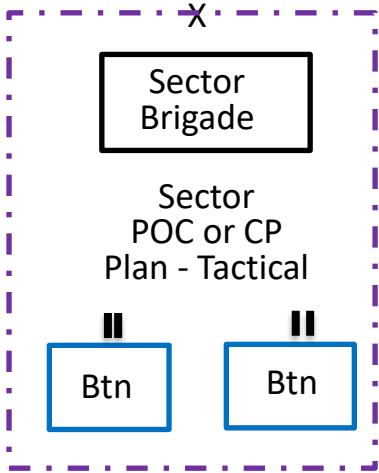 X
Sector
Brigade
Sector
POC or CP
Plan - Tactical
II II
Btn Btn